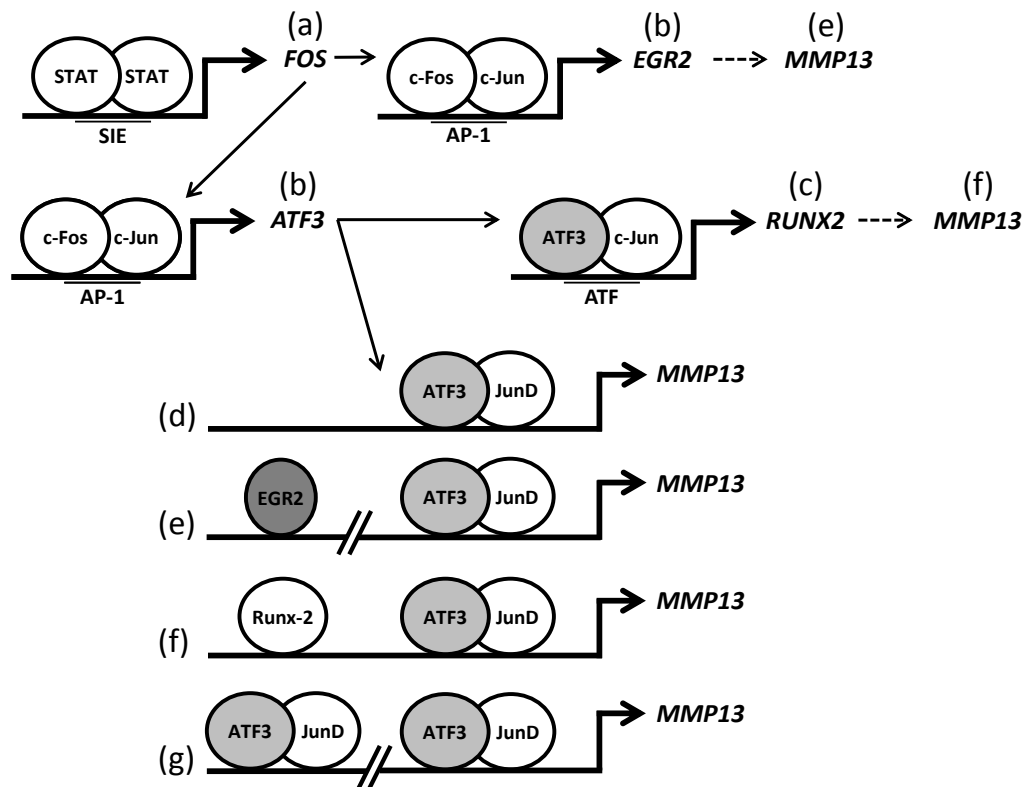 (a) (b) (e)
STAT STAT FOS c-Fos c-Jun EGR2 MMP13
SIE AP-1
(b) (c) (f)
c-Fos c-Jun ATF3 ATF3 c-Jun RUNX2 MMP13
AP-1 ATF
(d) ATF3 JunD MMP13
(e) EGR2 ATF3 JunD MMP13
(f) Runx-2 ATF3 JunD MMP13
(g) ATF3 JunD ATF3 JunD MMP13